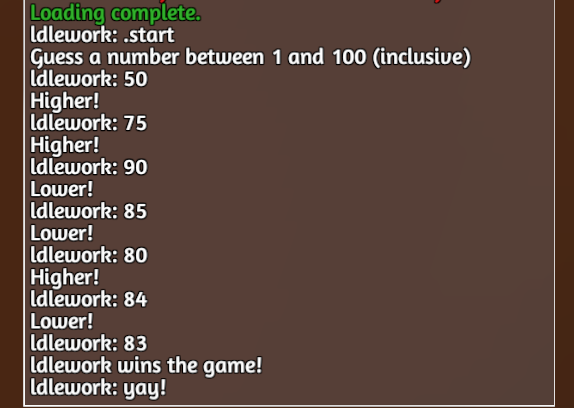 Loading complete.
ldlework: .start
Guess a number between 1 and 100 (inclusive)
ldlework: 50
Higher!
ldlework: 75
Higher!
ldlework: 90
Lower!
ldlework: 85
Lower!
ldlework: 80
Higher!
ldlework: 84
Lower!
ldlework: 83
ldlework wins the game!
ldlework: yay!